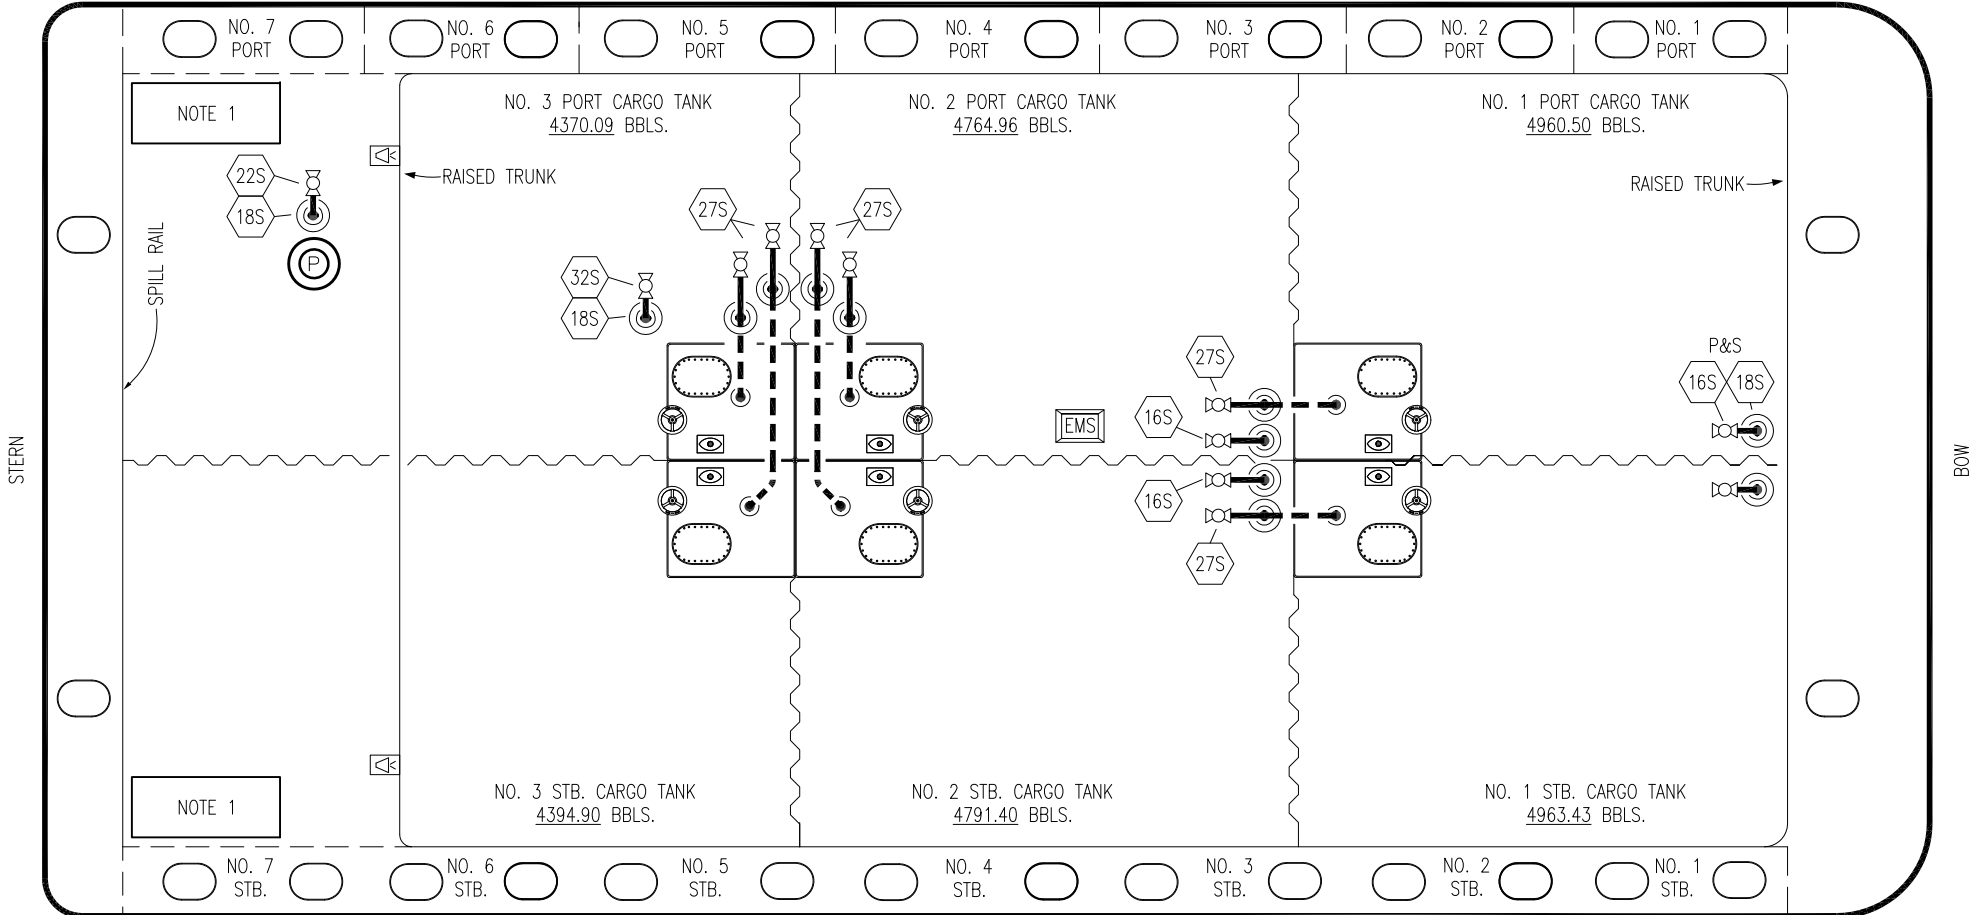 NO. 7
PORT
NO. 6
PORT
NO. 5
PORT
NO. 4
PORT
NO. 3
PORT
NO. 2
PORT
NO. 1
PORT
NOTE 1
NO. 3 PORT CARGO TANK
4370.09 BBLS.
NO. 2 PORT CARGO TANK
4764.96 BBLS.
NO. 1 PORT CARGO TANK
4960.50 BBLS.
RAISED TRUNK
RAISED TRUNK
22S
18S
P
SPILL RAIL
27S
27S
32S
18S
27S
16S
EMS
P&S
16S
18S
STERN
BOW
16S
27S
NOTE 1
NO. 3 STB. CARGO TANK
4394.90 BBLS.
NO. 2 STB. CARGO TANK
4791.40 BBLS.
NO. 1 STB. CARGO TANK
4963.43 BBLS.
NO. 7
STB.
NO. 6
STB.
NO. 5
STB.
NO. 4
STB.
NO. 3
STB.
NO. 2
STB.
NO. 1
STB.